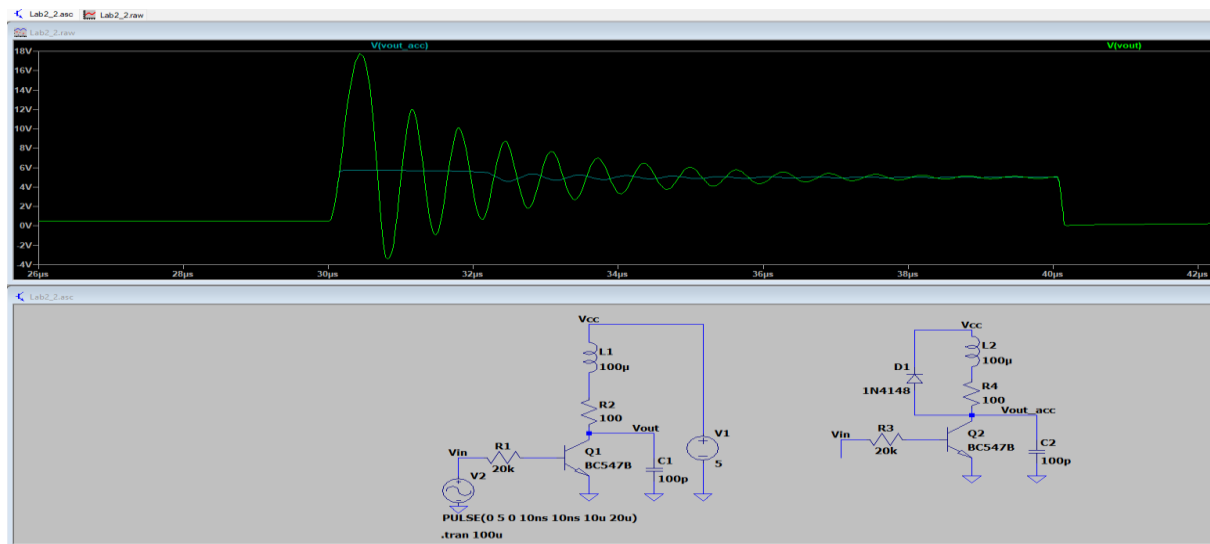 Lab2_2.asc Lab2_2.raw
Lab2_2.raw
V(vout_acc) V(vout)
18V
16V
14V
12V
10V
8V
6V
4V
2V
0V
-2V
-4V
26µs 28µs 30µs 32µs 34µs 36µs 38µs 40µs 42µs
Lab2_2.asc
Vcc
L1
100µ
R2
100
Vout
Vin
R1
20k
Q1
BC547B
C1
100p
V1
5
V2
PULSE(0 5 0 10ns 10ns 10u 20u)
.tran 100u
Vcc
L2
100µ
D1
1N4148
R4
100
Vout_acc
Vin
R3
20k
Q2
BC547B
C2
100p